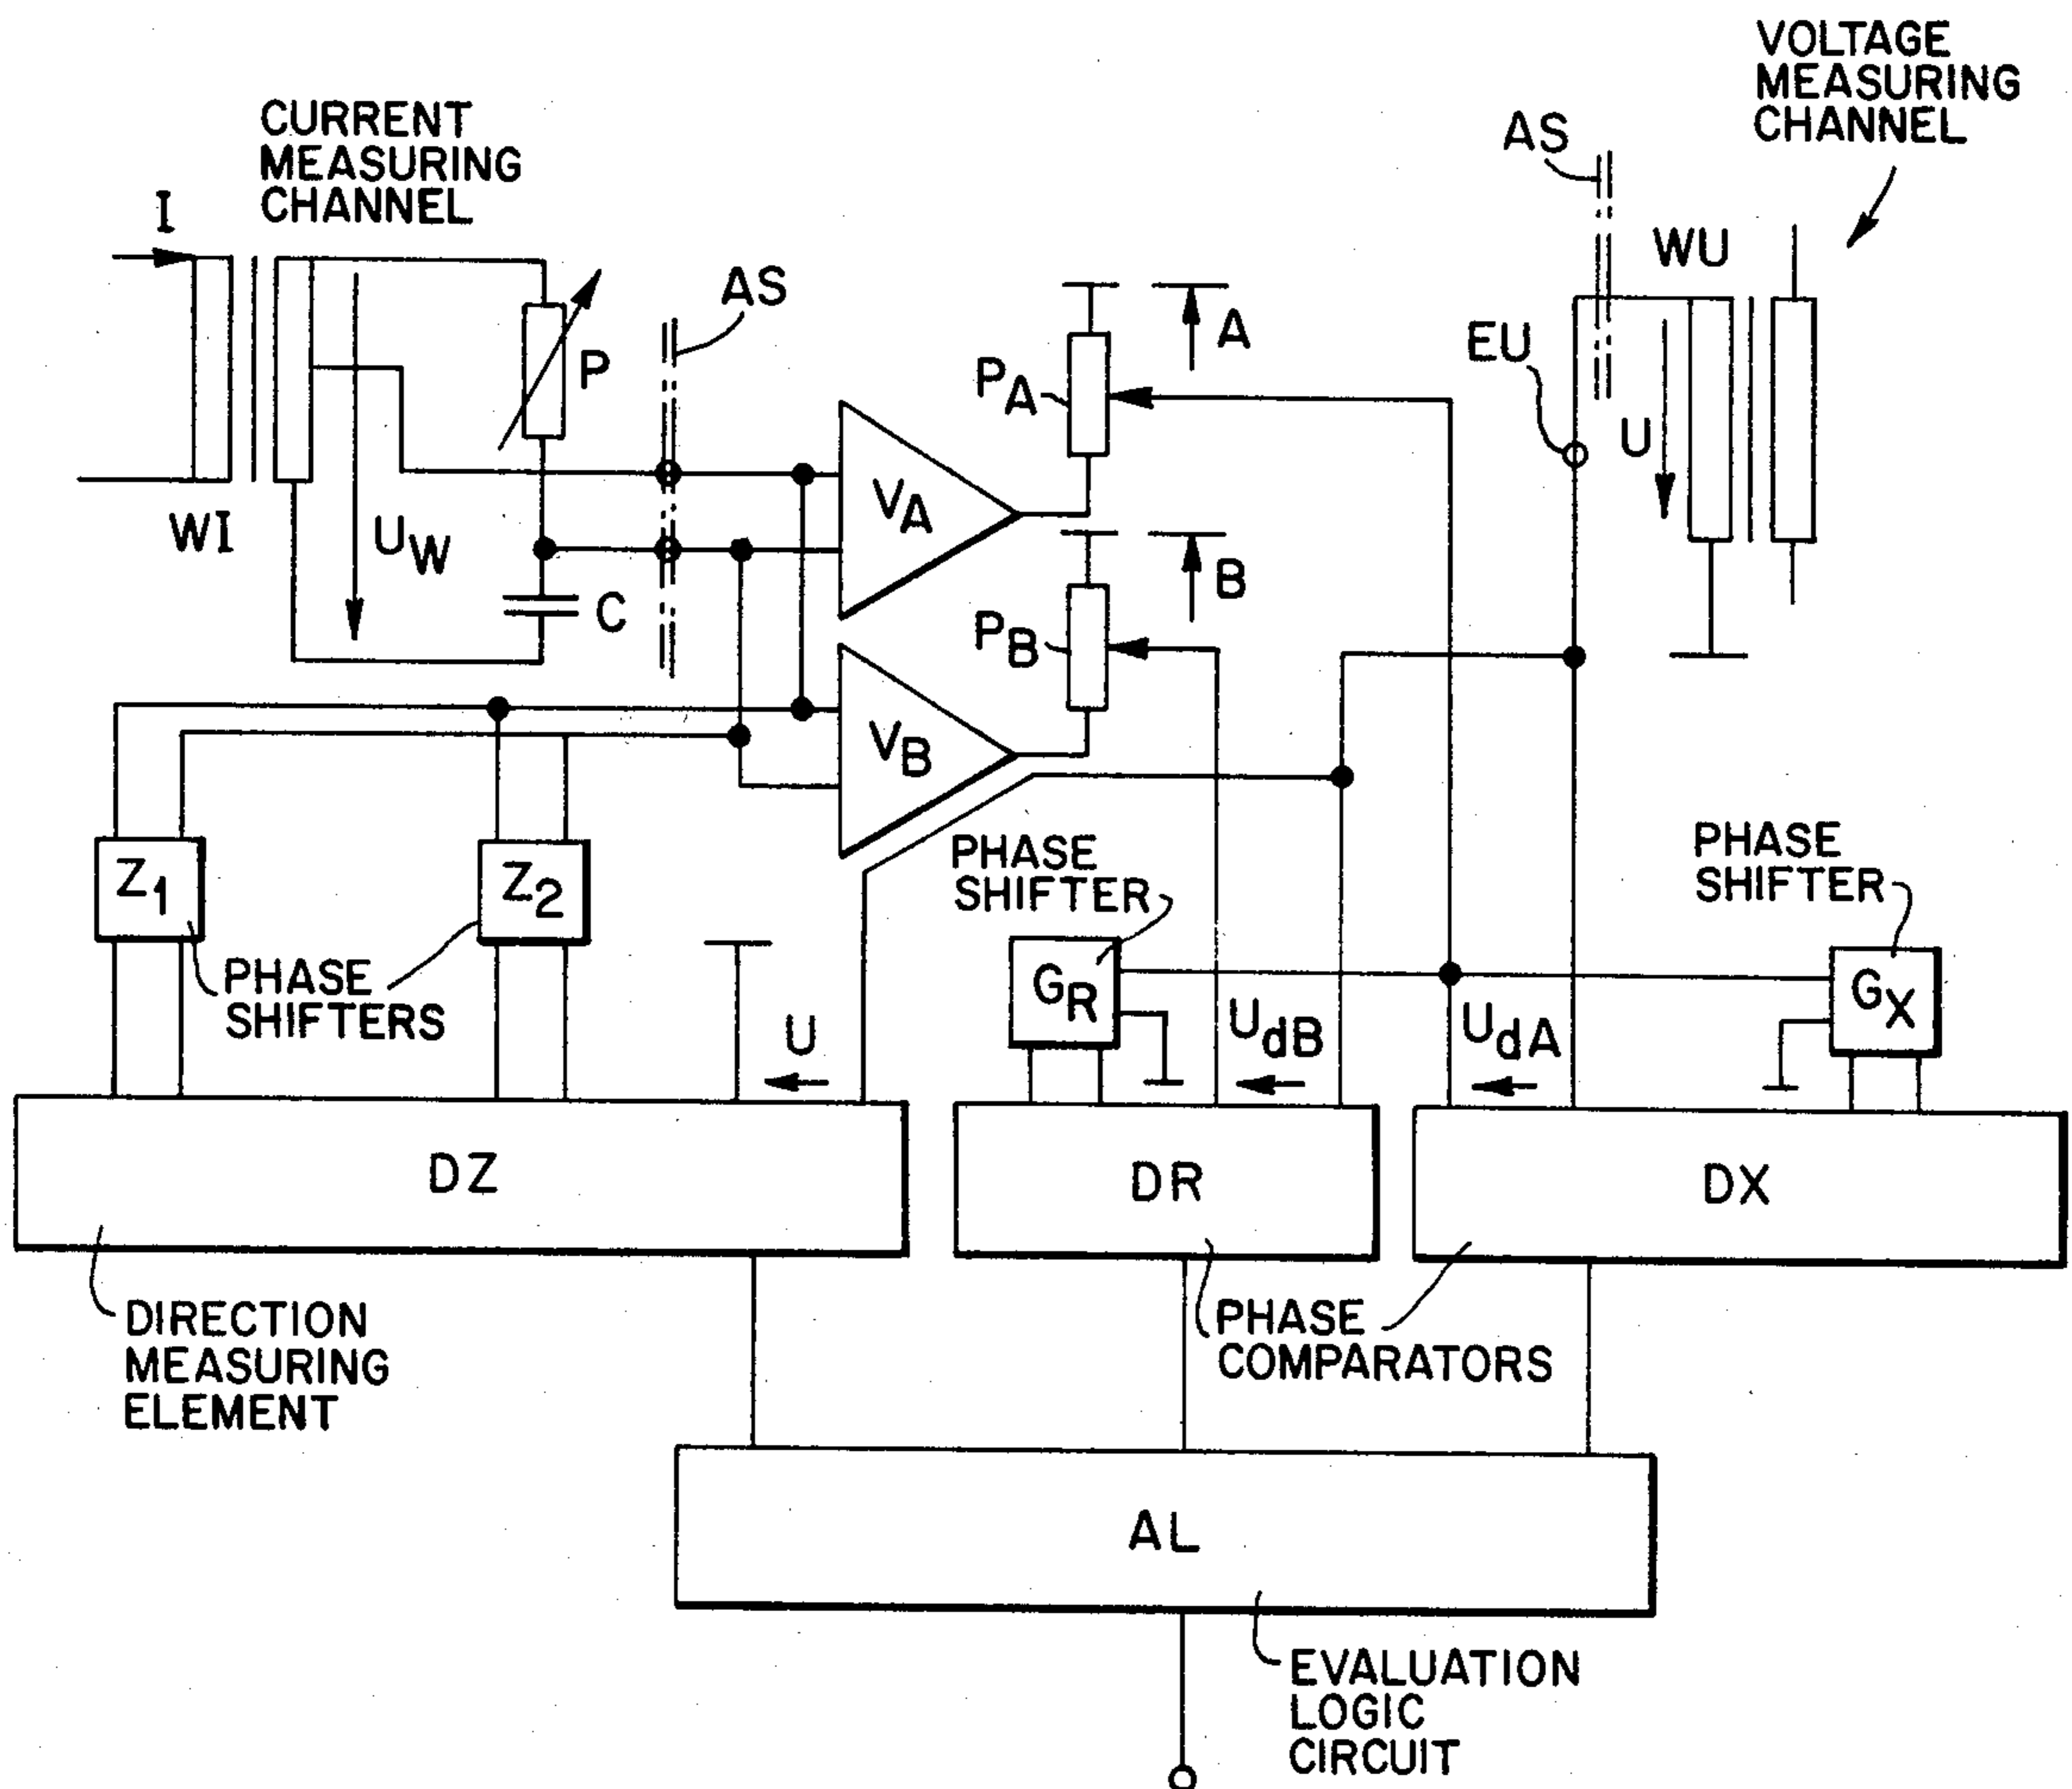 VOLTAGE
MEASURING
CHANNEL
CURRENT
MEASURING
CHANNEL
AS
I
WU
AS
A
EU
P
PA
U
VA
WI
UW
B
C
PB
VB
PHASE
SHIFTER
PHASE
SHIFTER
Z1
Z2
PHASE
SHIFTERS
GR
GX
U
UdB
UdA
DZ
DR
DX
DIRECTION
MEASURING
ELEMENT
PHASE
COMPARATORS
AL
EVALUATION
LOGIC
CIRCUIT